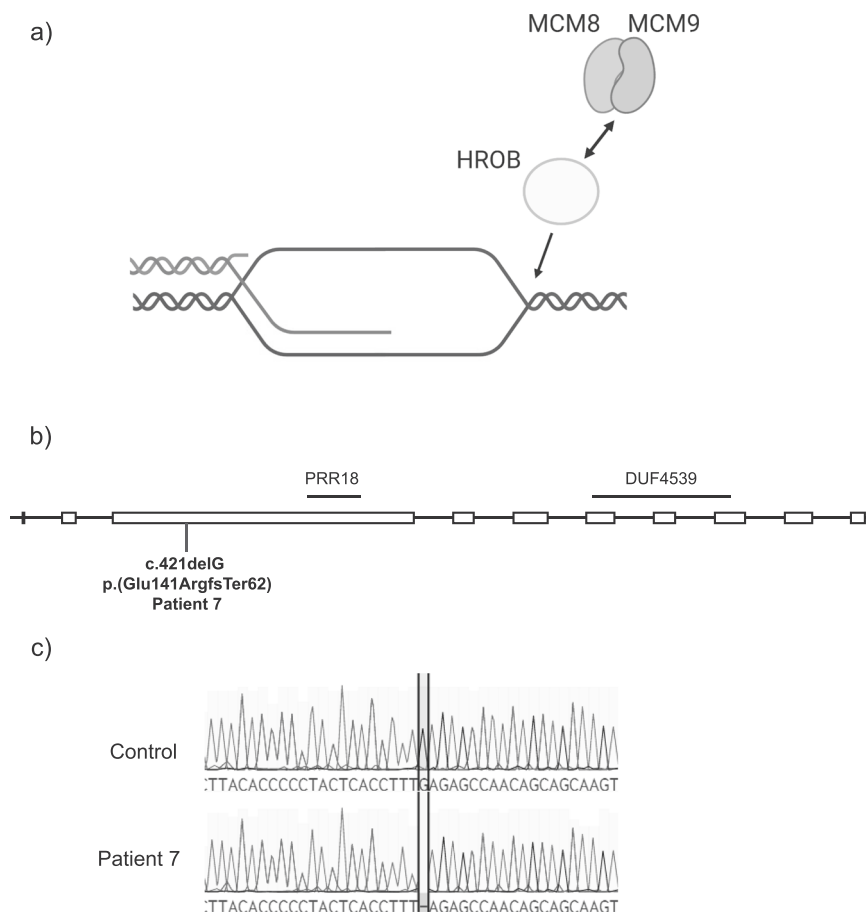 a)
MCM8 MCM9
HROB
b)
PRR18 DUF4539
c.421delG
p.(Glu141ArgfsTer62)
Patient 7
c)
Control
:TTACACCCCCTACTCACCTTTGAGAGCCAACAGCAGCAAGT
Patient 7
:TTACACCCCCTACTCACCTTT–AGAGCCAACAGCAGCAAGT